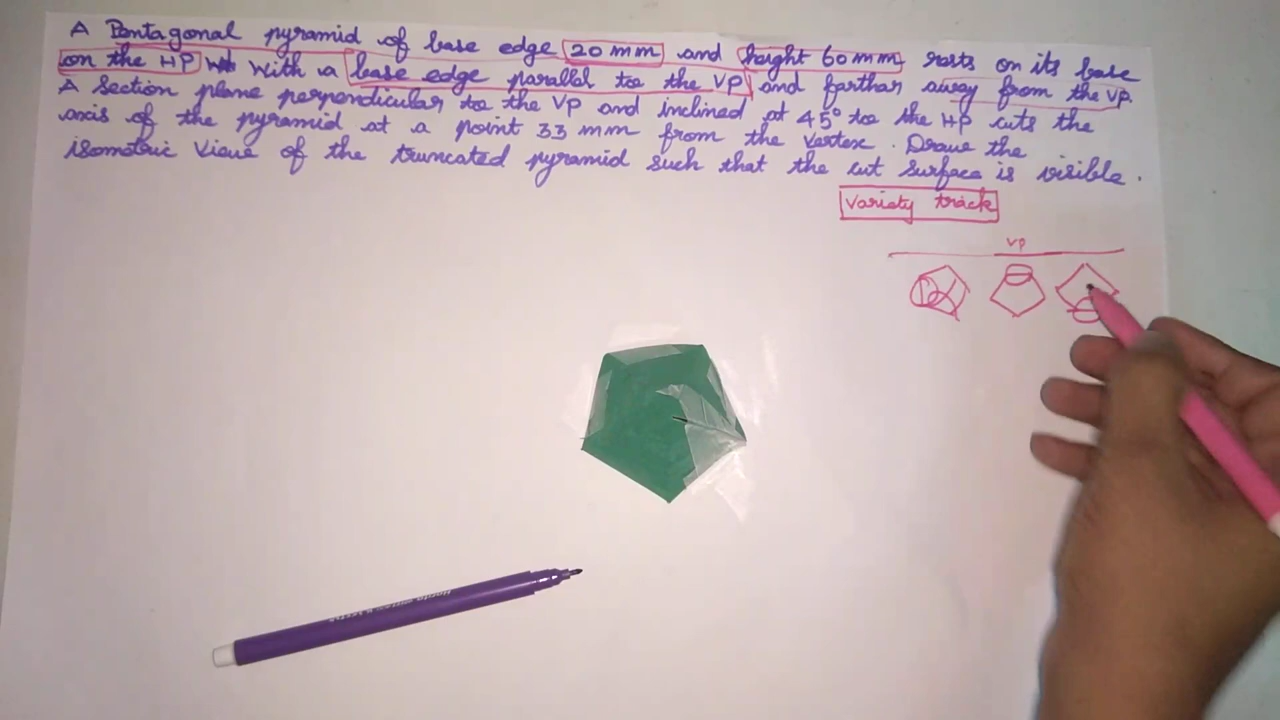 A Pentagonal pyramid of base edge 20 mm and height 60 mm rests on its base
on the HP with a base edge parallel to the VP and farther away from the VP.
A section plane perpendicular to the VP and inclined at 45° to the HP cuts the
axis of the pyramid at a point 33 mm from the vertex. Draw the
isometric view of the truncated pyramid such that the cut surface is visible.
Variety track
VP